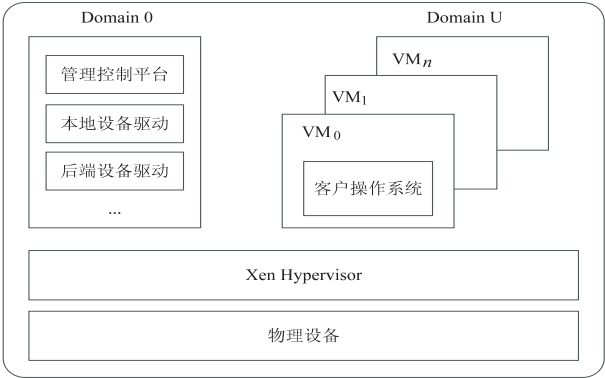 Domain 0
Domain U
管理控制平台
本地设备驱动
后端设备驱动
...
VMn
VM1
VM0
客户操作系统
Xen Hypervisor
物理设备